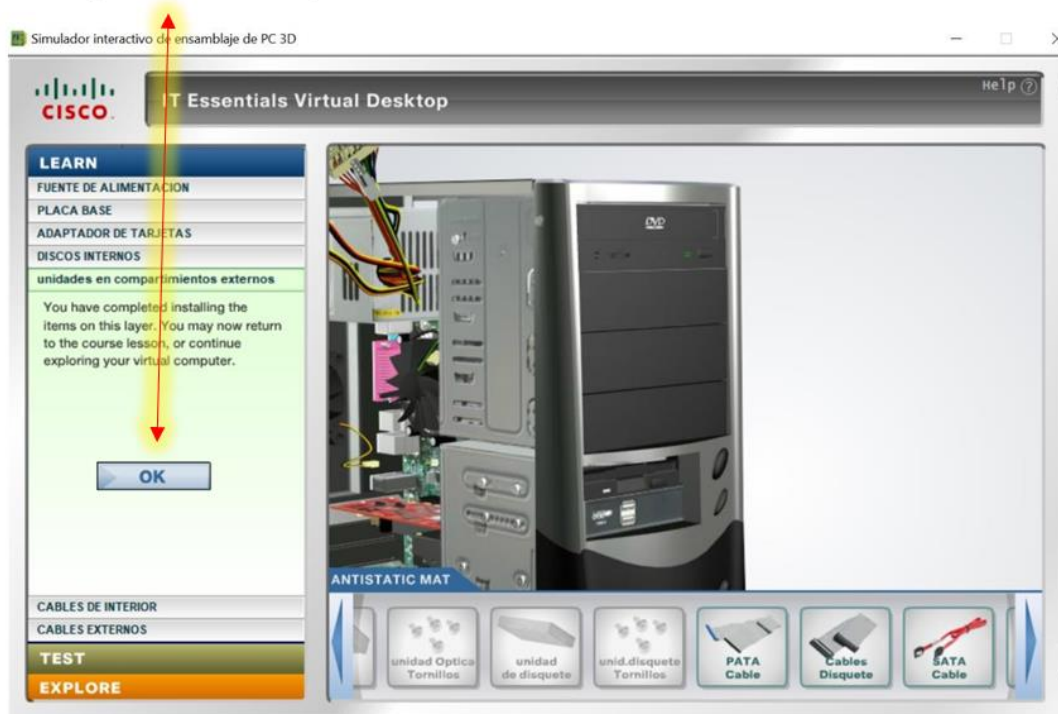 Simulador interactivo de ensamblaje de PC 3D
CISCO
IT Essentials Virtual Desktop
Help ?
LEARN
FUENTE DE ALIMENTACION
PLACA BASE
ADAPTADOR DE TARJETAS
DISCOS INTERNOS
unidades en compartimientos externos
You have completed installing the
items on this layer. You may now return
to the course lesson, or continue
exploring your virtual computer.
OK
CABLES DE INTERIOR
CABLES EXTERNOS
TEST
EXPLORE
DVD
ANTISTATIC MAT
unidad Optica
Tornillos
unidad
de disquete
unid.disquete
Tornillos
PATA
Cable
Cables
Disquete
SATA
Cable